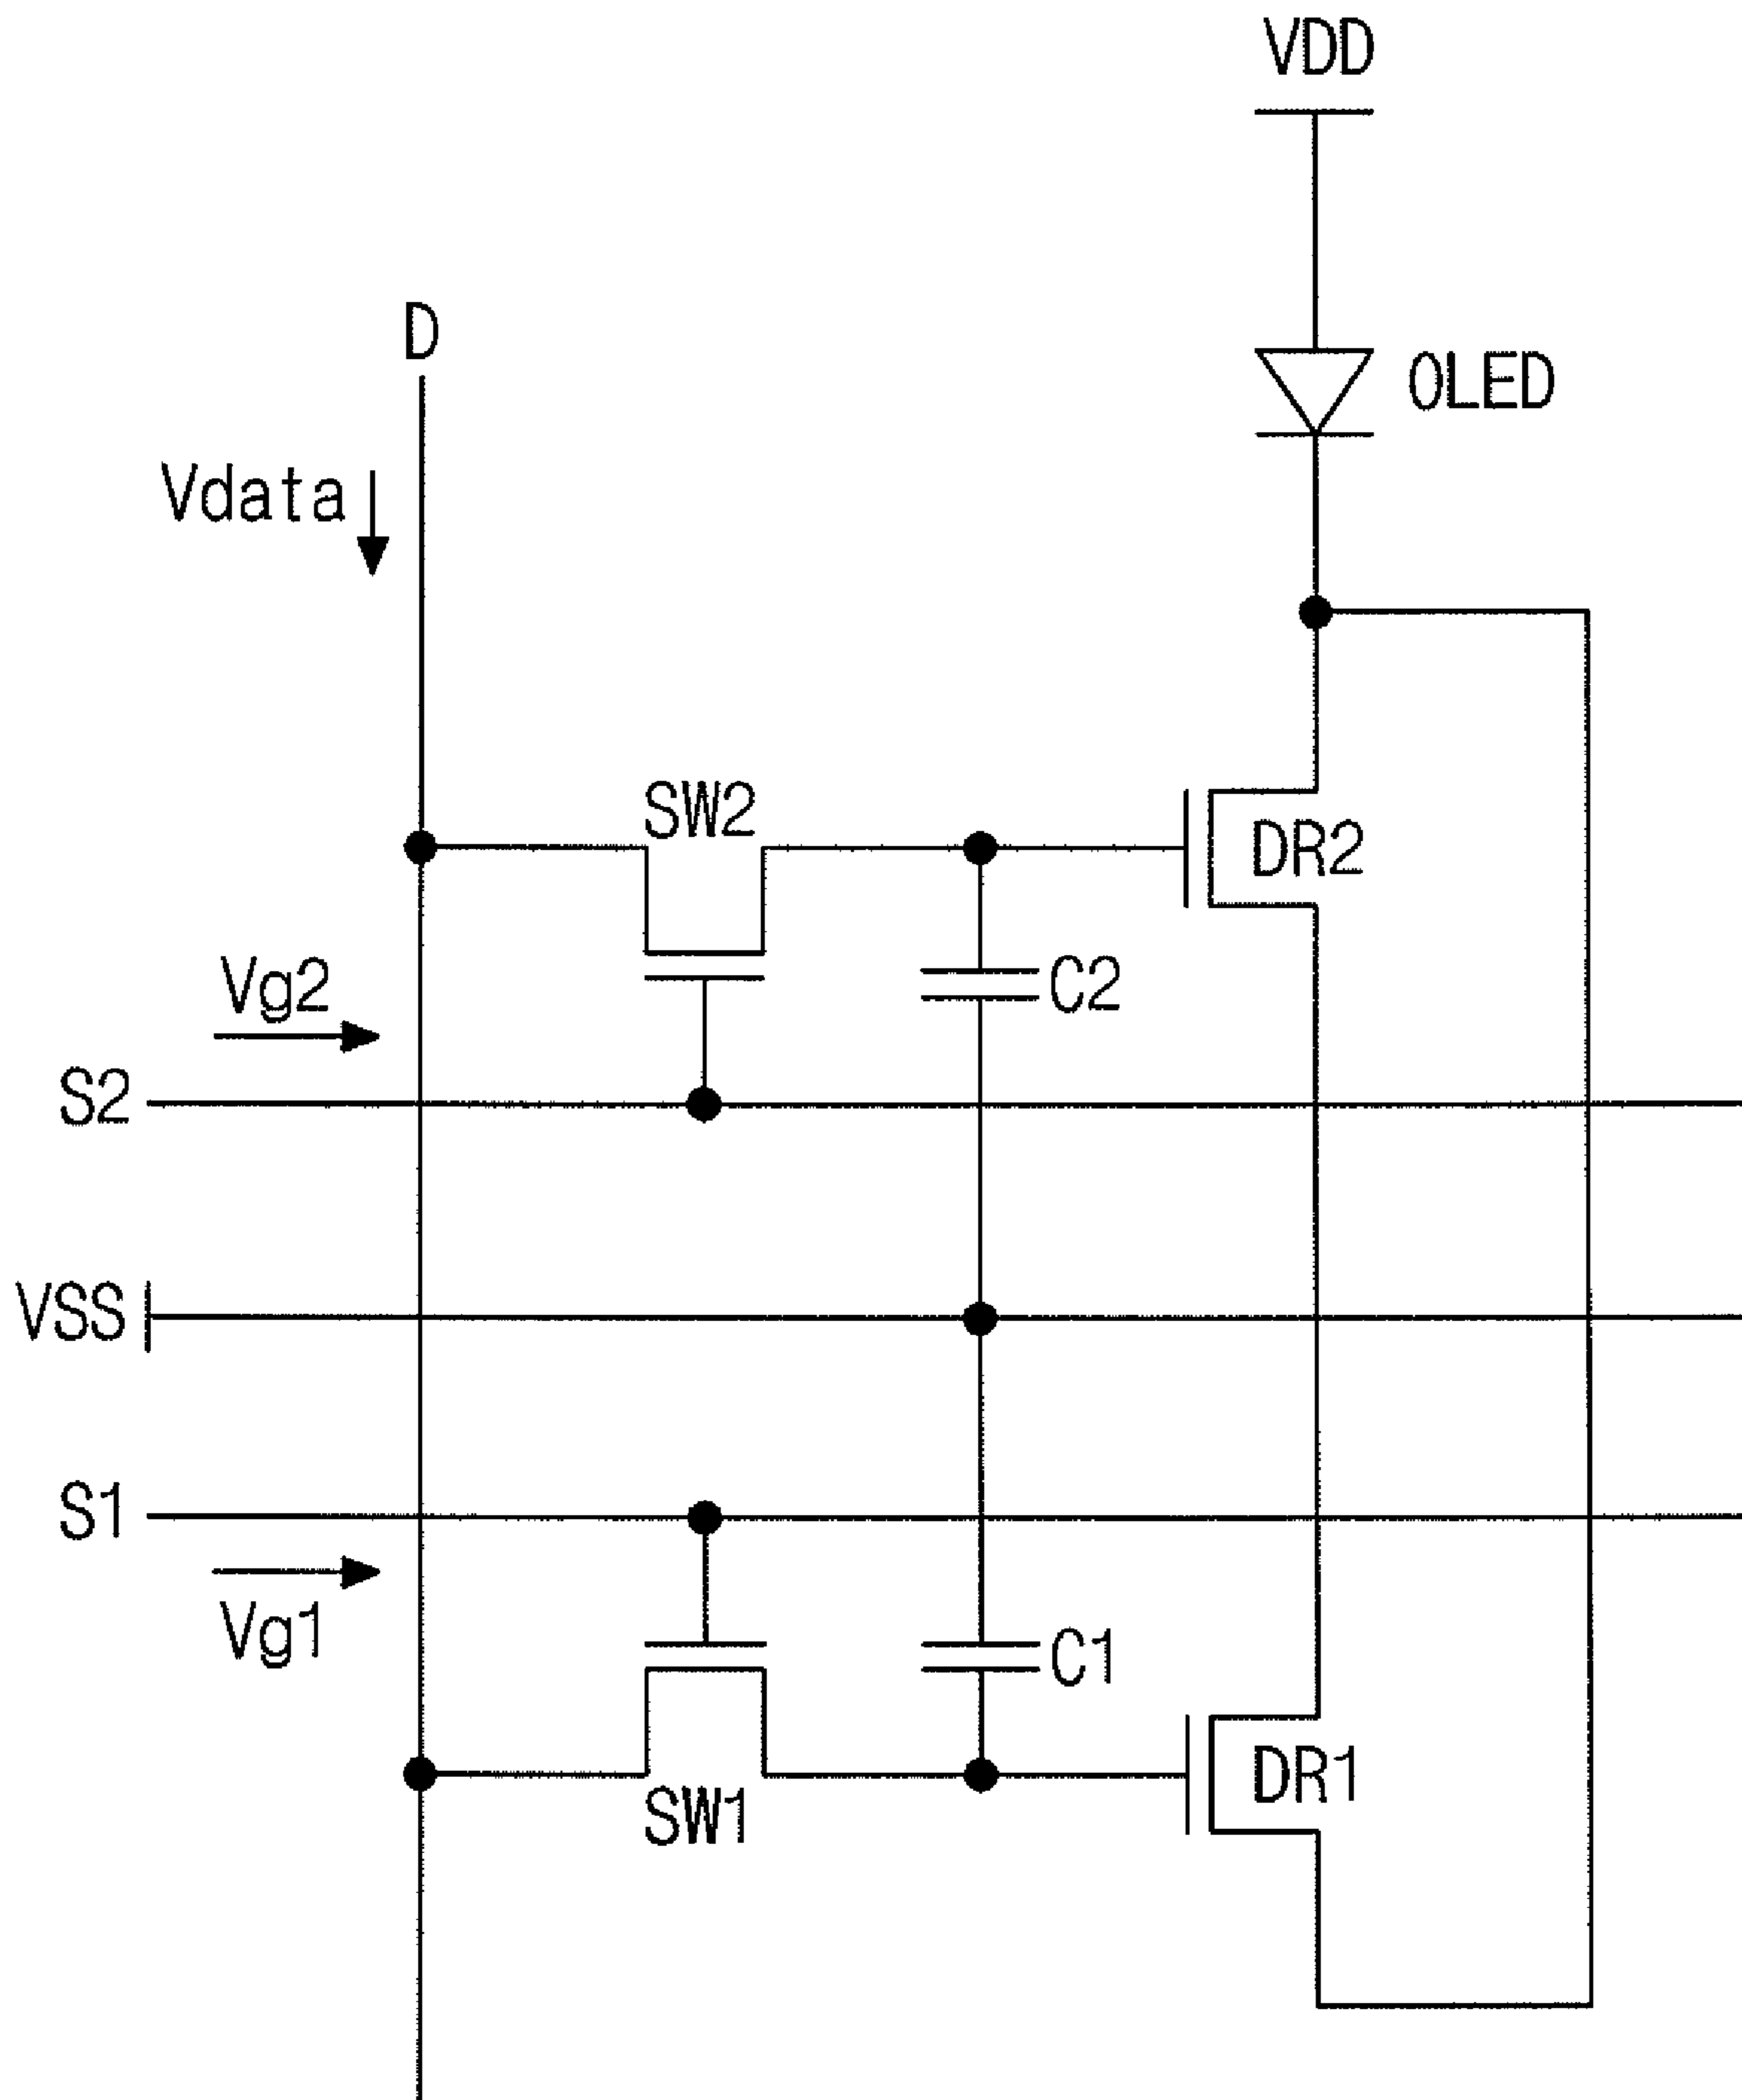 VDD
D
OLED
Vdata
SW2
DR2
Vg2
C2
S2
VSS
S1
Vg1
C1
DR1
SW1